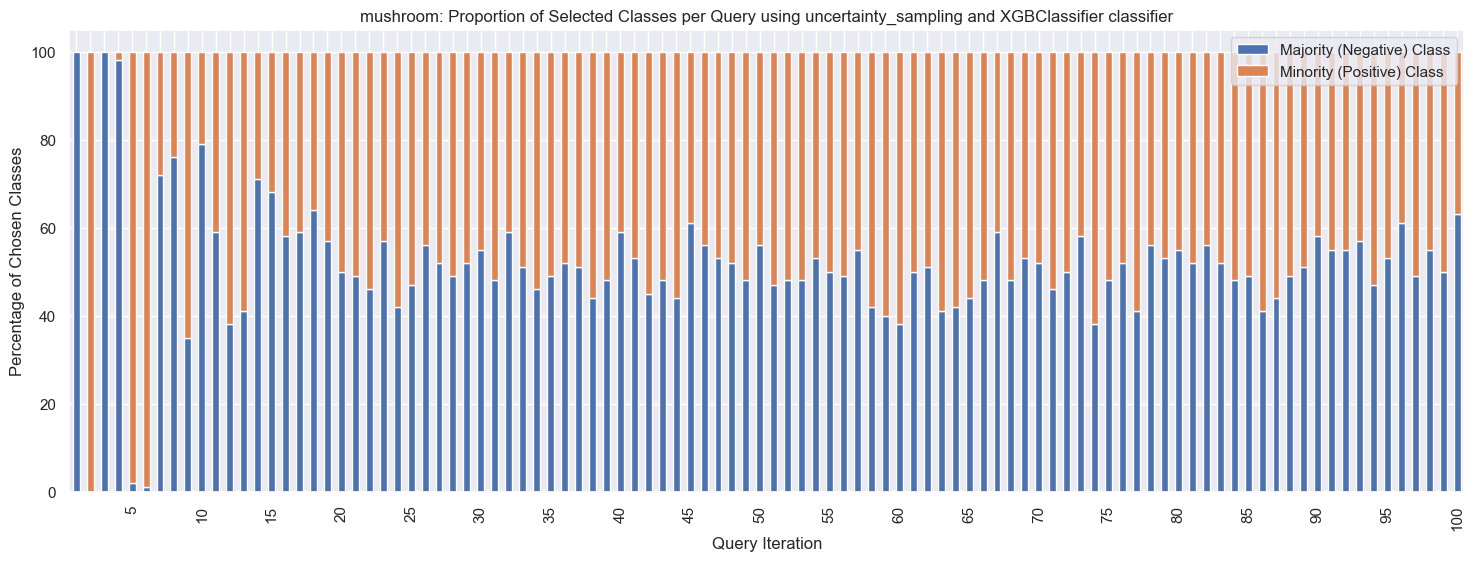 mushroom: Proportion of Selected Classes per Query using uncertainty_sampling and XGBClassifier classifier
Majority (Negative) Class
Minority (Positive) Class
Percentage of Chosen Classes
100
80
60
40
20
0
5 10 15 20 25 30 35 40 45 50 55 60 65 70 75 80 85 90 95 100
Query Iteration